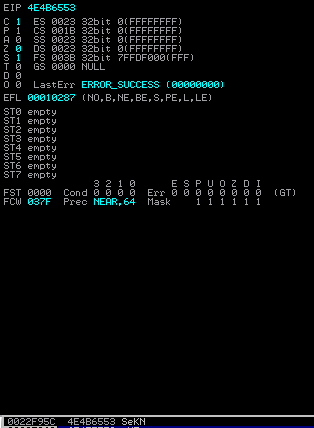 EIP 4E4B6553
C 1 ES 0023 32bit 0(FFFFFFFF)
P 1 CS 001B 32bit 0(FFFFFFFF)
A 0 SS 0023 32bit 0(FFFFFFFF)
Z 0 DS 0023 32bit 0(FFFFFFFF)
S 1 FS 003B 32bit 7FFDF000(FFF)
T 0 GS 0000 NULL
D 0
O 0 LastErr ERROR_SUCCESS (00000000)
EFL 00010287 (NO,B,NE,BE,S,PE,L,LE)
ST0 empty
ST1 empty
ST2 empty
ST3 empty
ST4 empty
ST5 empty
ST6 empty
ST7 empty
3 2 1 0 E S P U O Z D I
FST 0000 Cond 0 0 0 0 Err 0 0 0 0 0 0 0 0 (GT)
FCW 037F Prec NEAR,64 Mask 1 1 1 1 1 1
0022F95C 4E4B6553 SeKN